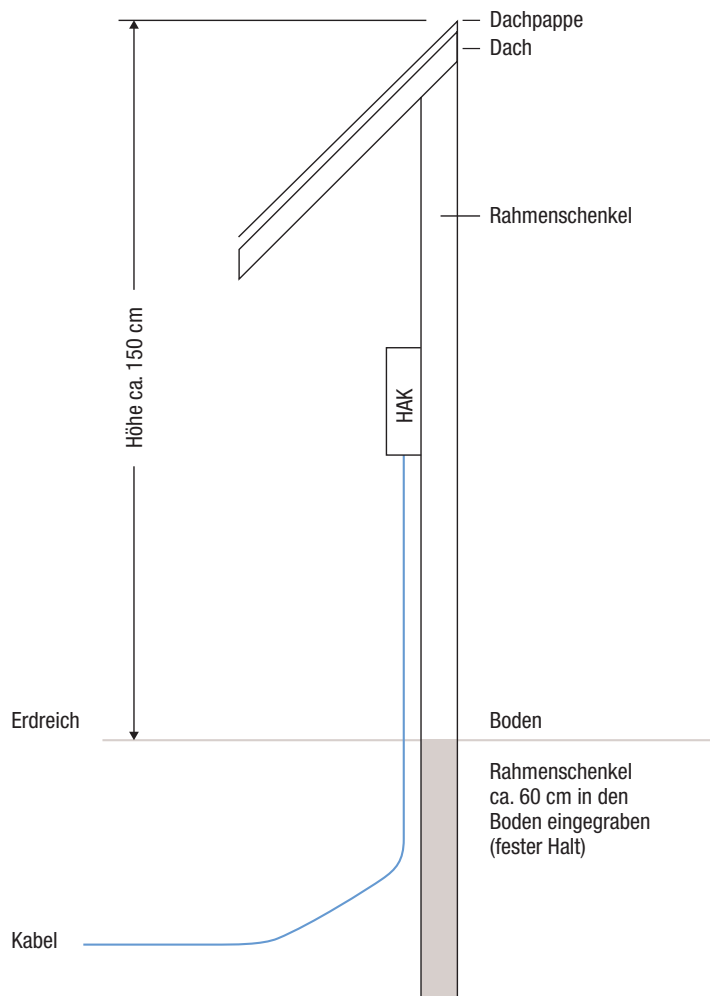 Dachpappe
Dach
Rahmenschenkel
Höhe ca. 150 cm
HAK
Erdreich
Boden
Rahmenschenkel
ca. 60 cm in den
Boden eingegraben
(fester Halt)
Kabel